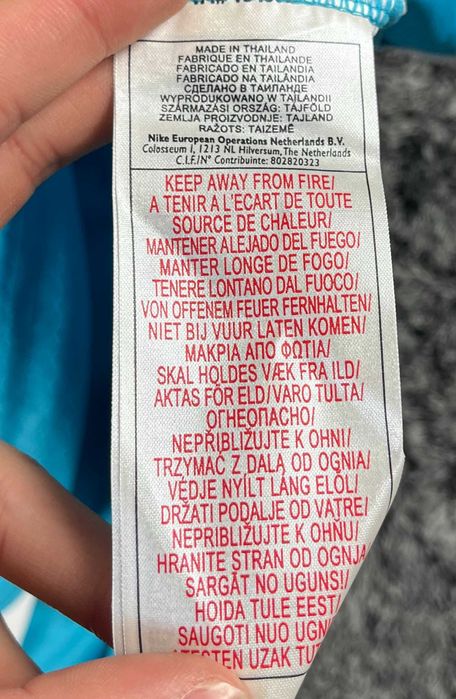 MADE IN THAILAND
FABRIQUE EN THAILANDE
FABRICADO EN TAILANDIA
FABRICADO NA TAILÂNDIA
СДЕЛАНО В ТАИЛАНДЕ
WYPRODUKOWANO W TAJLANDII
SZÁRMAZÁSI ORSZÁG: TÁJFÖLD
ZEMLJA PROIZVODNJE: TAJLAND
RAŽOTS: TAIZEMĒ
Nike European Operations Netherlands B.V.
Colosseum 1, 1213 NL Hilversum, The Netherlands
C.I.F./N° Contribuinte: 802820323
KEEP AWAY FROM FIRE/
A TENIR A L'ECART DE TOUTE
SOURCE DE CHALEUR/
MANTENER ALEJADO DEL FUEGO/
MANTER LONGE DE FOGO/
TENERE LONTANO DAL FUOCO/
VON OFFENEM FEUER FERNHALTEN/
NIET BIJ VUUR LATEN KOMEN/
ΜΑΚΡΙΑ ΑΠΟ ΦΩΤΙΑ/
SKAL HOLDES VÆK FRA ILD/
AKTAS FÖR ELD/VARO TULTA/
ОГНЕОПАСНО/
NEPŘIBLIŽUJTE K OHNI/
TRZYMAĆ Z DALA OD OGNIA/
VÉDJE NYÍLT LÁNG ELŐL/
DRŽATI PODALJE OD VATRE/
NEPRIBLIŽUJTE K OHŇU/
HRANITE STRAN OD OGNJA
SARGĀT NO UGUNS/
HOIDA TULE EEST/
SAUGOTI NUO UGN
ATEŞTEN UZAK TUT